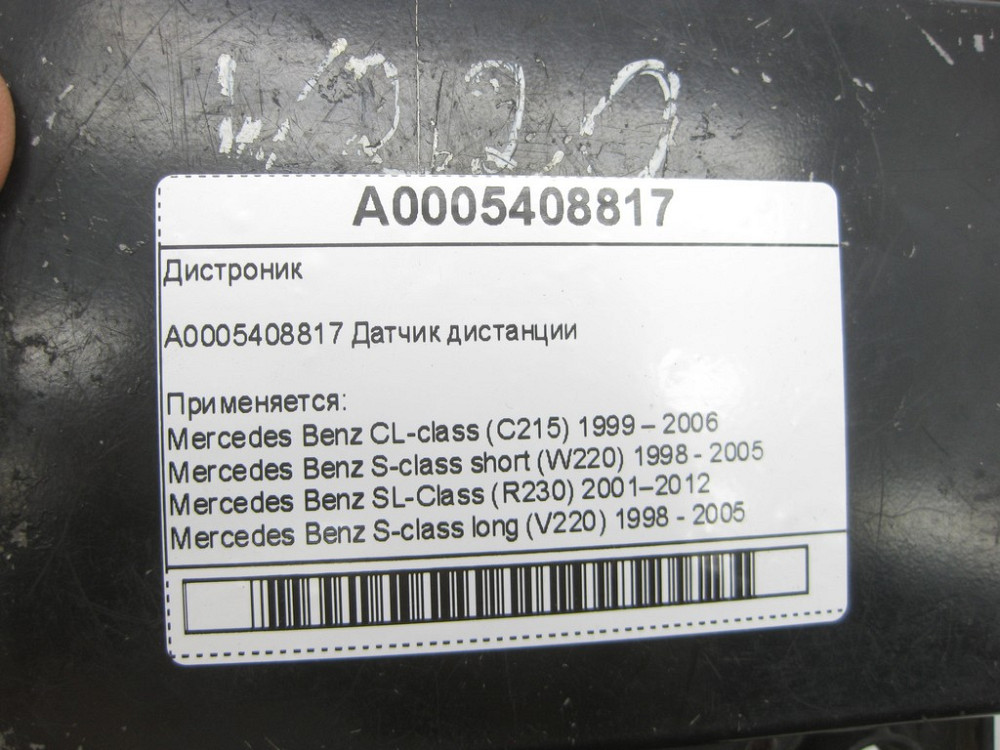 W220
A0005408817
Дистроник
A0005408817 Датчик дистанции
Применяется:
Mercedes Benz CL-class (C215) 1999 – 2006
Mercedes Benz S-class short (W220) 1998 - 2005
Mercedes Benz SL-Class (R230) 2001–2012
Mercedes Benz S-class long (V220) 1998 - 2005